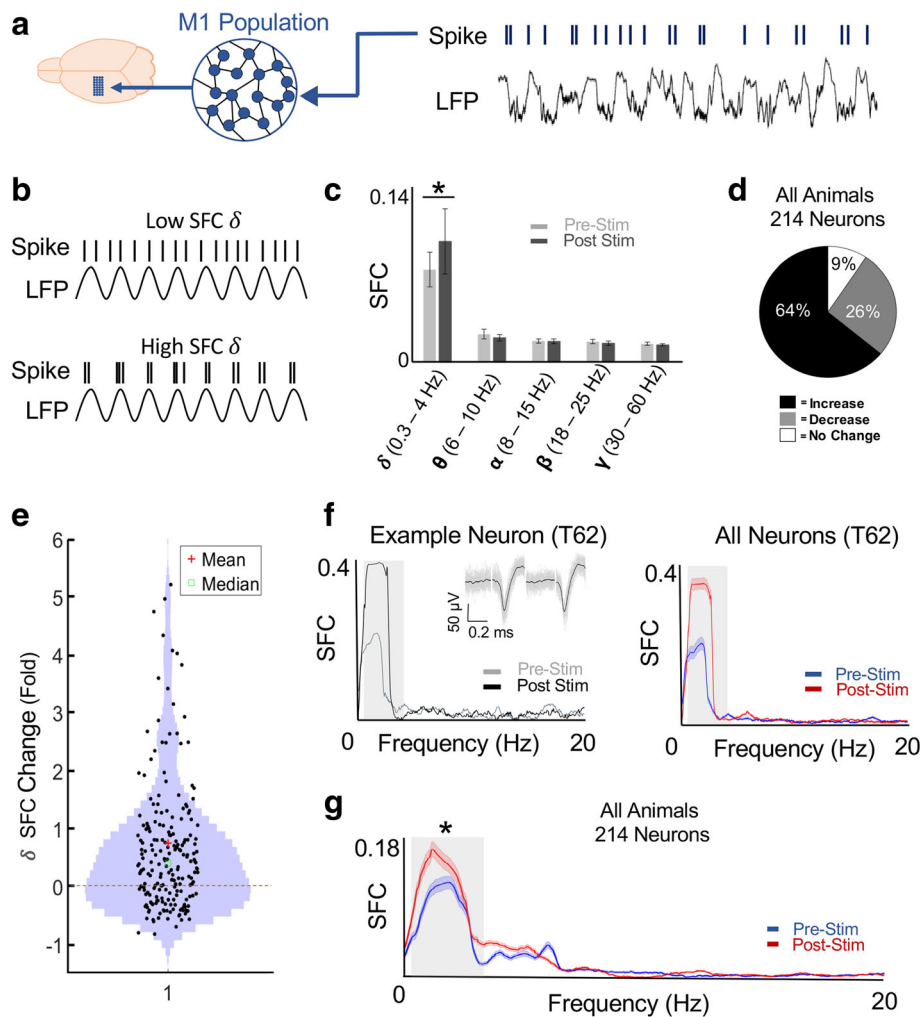 a
M1 Population
Spike
LFP
b
Low SFC δ
Spike
LFP
High SFC δ
Spike
LFP
c
0.14
SFC
0
*
Pre-Stim
Post Stim
δ (0.3 – 4 Hz)
θ (6 – 10 Hz)
α (8 – 15 Hz)
β (18 – 25 Hz)
γ (30 – 60 Hz)
d
All Animals
214 Neurons
9%
64%
26%
= Increase
= Decrease
= No Change
e
6
5
4
3
2
1
0
-1
δ SFC Change (Fold)
Mean
Median
1
f
Example Neuron (T62)
0.4
SFC
50 µV
0.2 ms
Pre-Stim
Post Stim
0
Frequency (Hz)
20
All Neurons (T62)
0.4
SFC
Pre-Stim
Post-Stim
0
Frequency (Hz)
20
g
All Animals
214 Neurons
*
0.18
SFC
Pre-Stim
Post-Stim
0
Frequency (Hz)
20